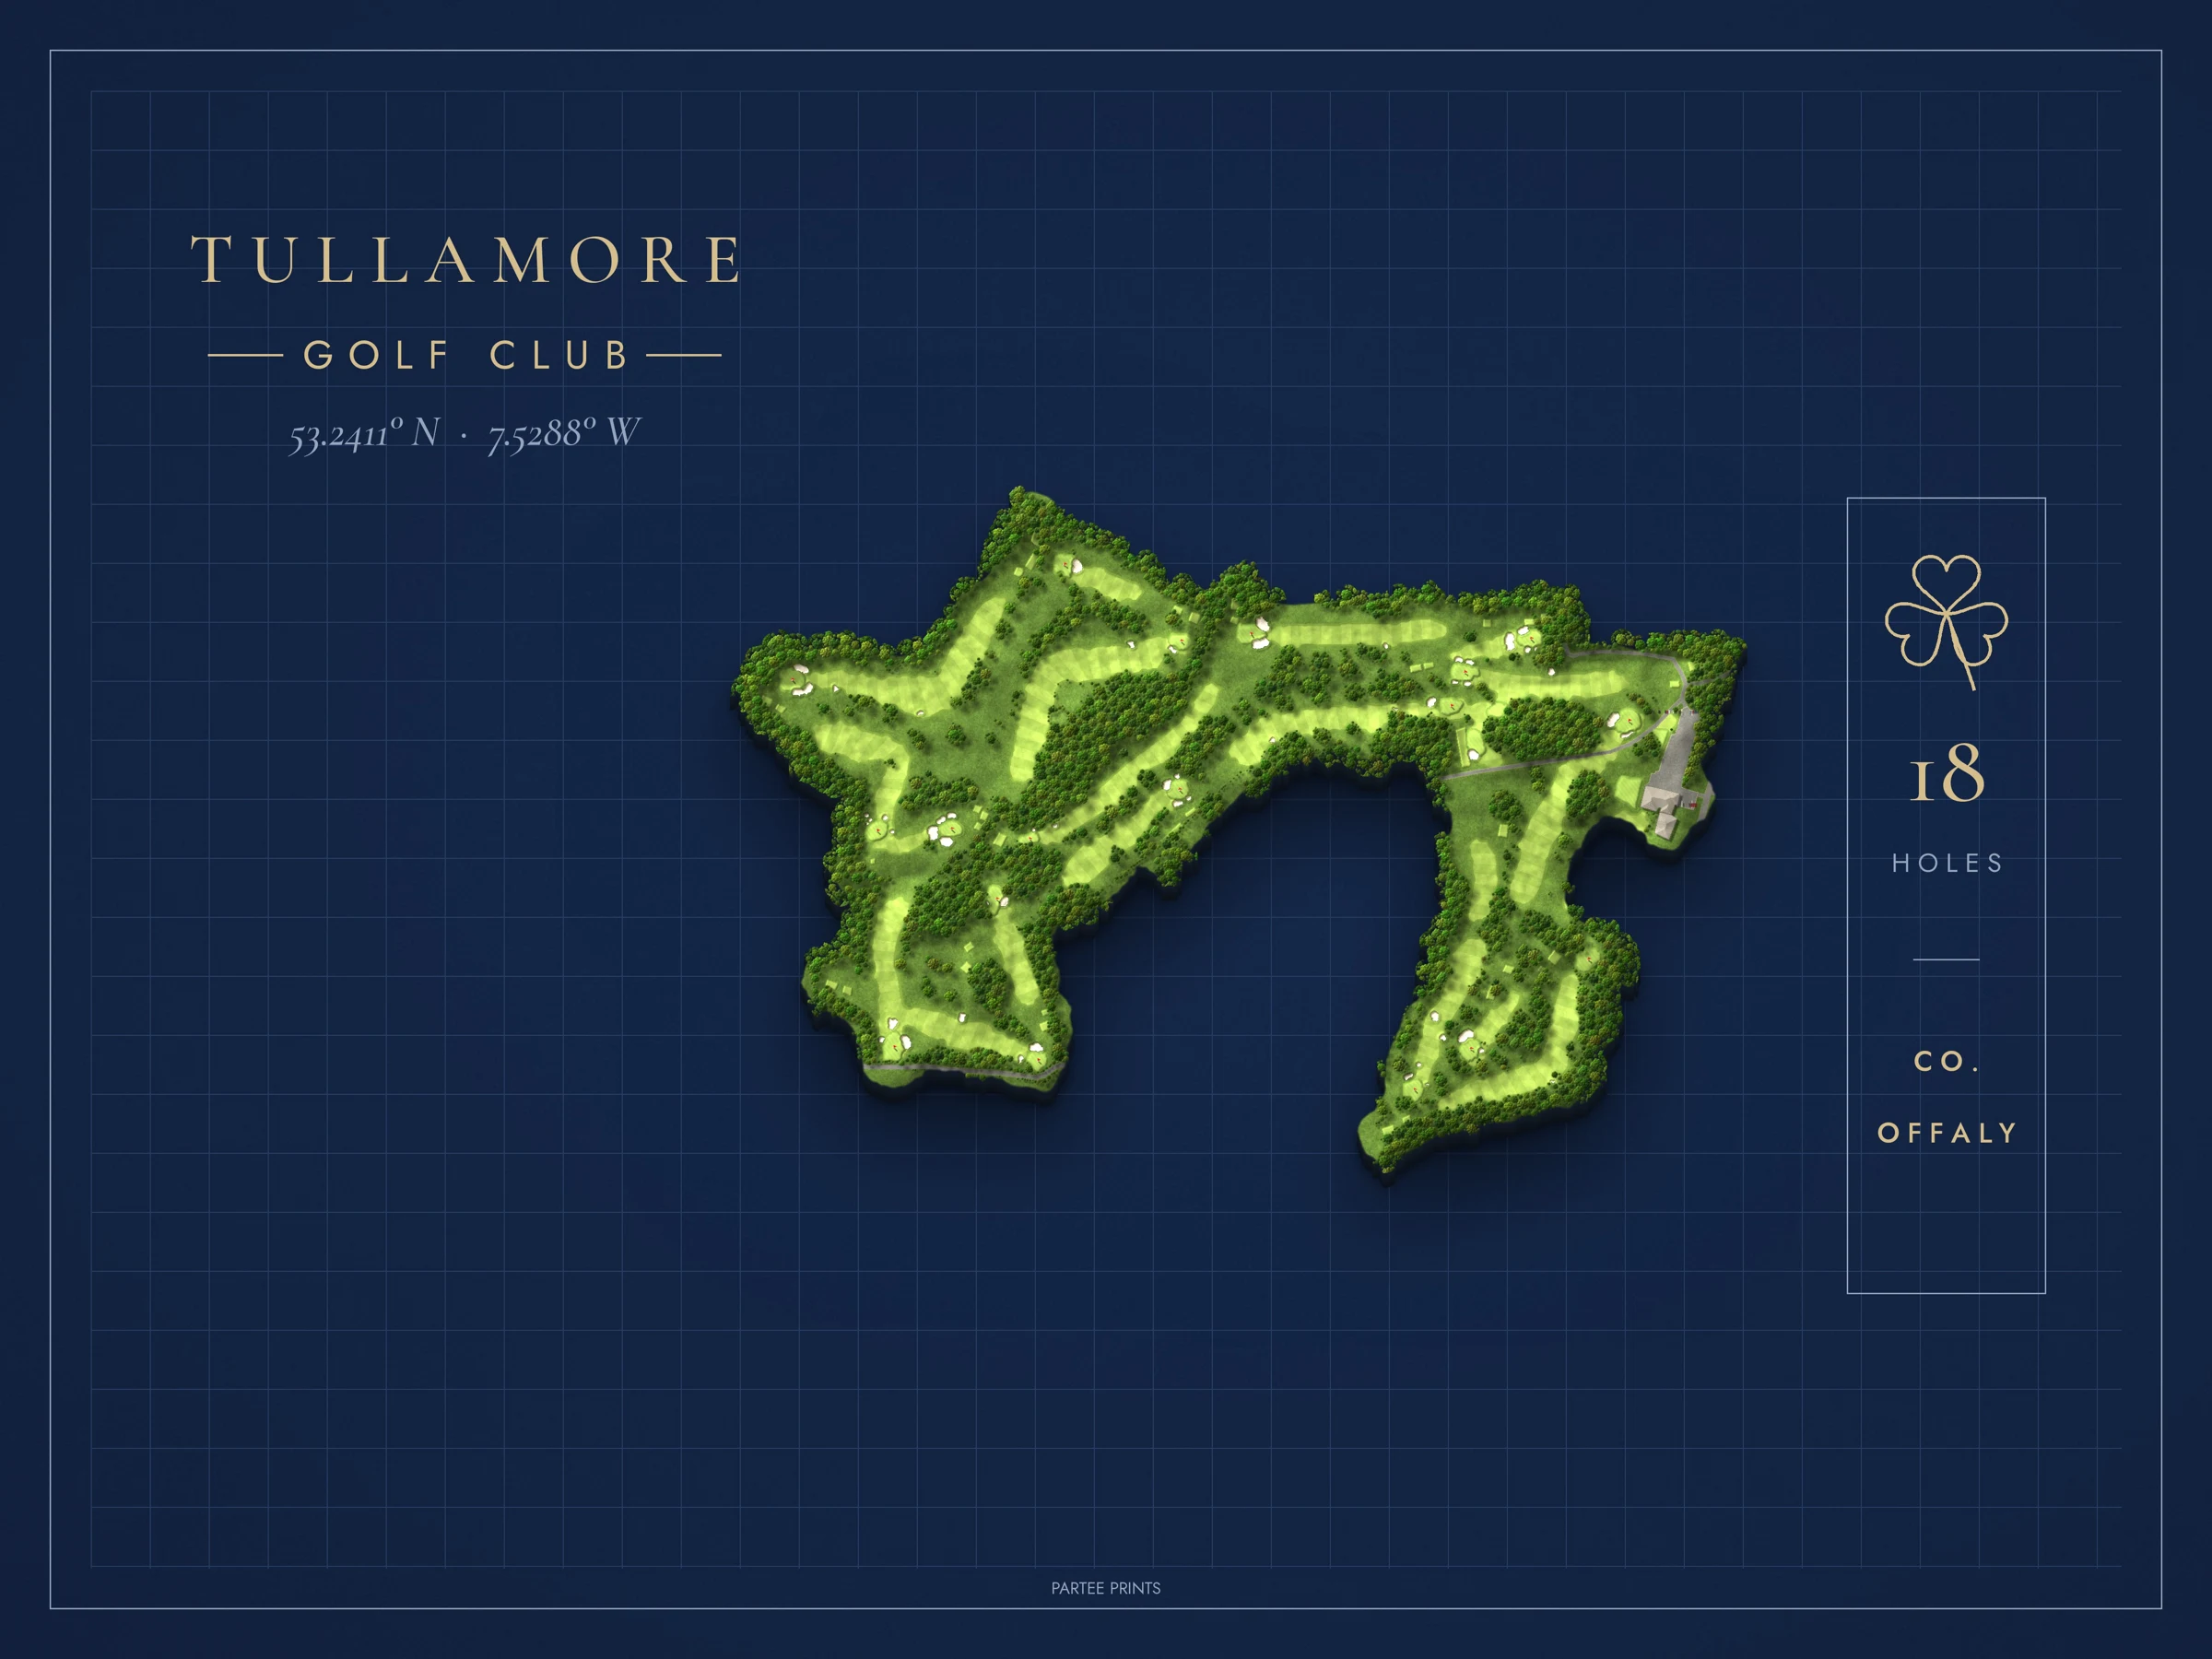 TULLAMORE
GOLF CLUB
53.2411° N · 7.5288° W
18
HOLES
CO.
OFFALY
PARTEE PRINTS